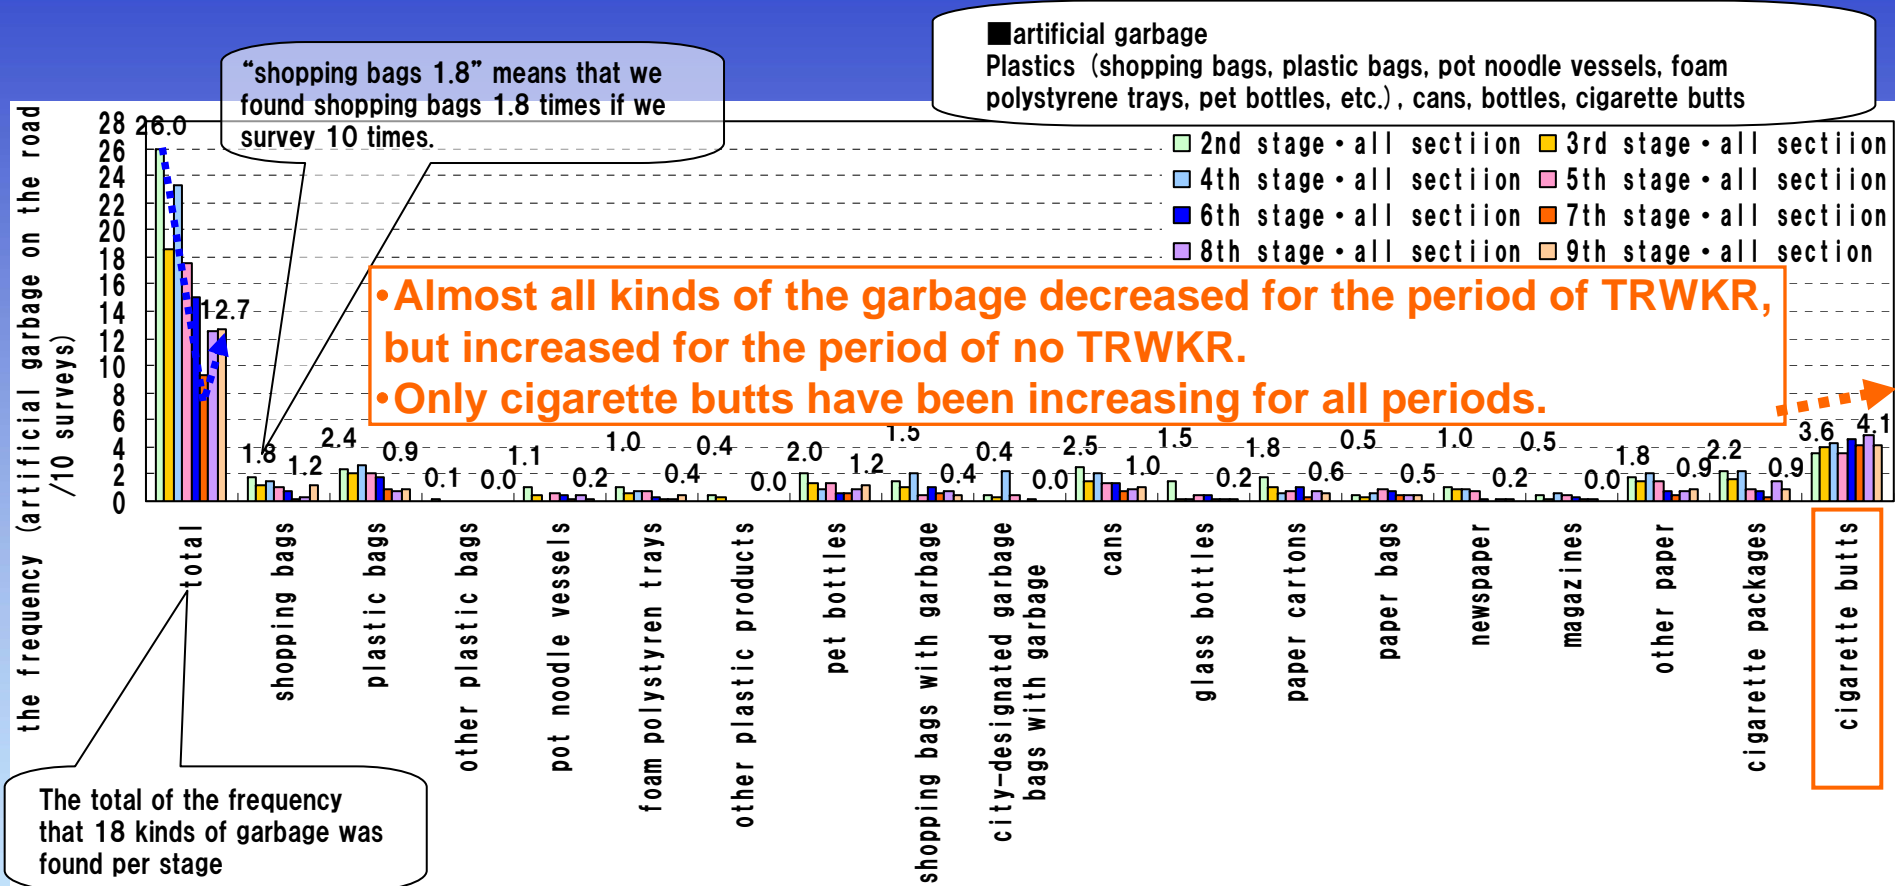 ■artificial garbage
Plastics (shopping bags, plastic bags, pot noodle vessels, foam
polystyrene trays, pet bottles, etc.), cans, bottles, cigarette butts
“shopping bags 1.8” means that we
found shopping bags 1.8 times if we
survey 10 times.
the frequency (artificial garbage on the road
/10 surveys)
28
26
24
22
20
18
16
14
12
10
8
6
4
2
0
2nd stage・all sectiion
3rd stage・all sectiion
4th stage・all sectiion
5th stage・all sectiion
6th stage・all sectiion
7th stage・all sectiion
8th stage・all sectiion
9th stage・all section
•Almost all kinds of the garbage decreased for the period of TRWKR,
but increased for the period of no TRWKR.
•Only cigarette butts have been increasing for all periods.
26.0
12.7
1.8
1.2
2.4
0.9
0.1
0.0
1.1
0.2
1.0
0.4
0.4
0.0
2.0
1.2
1.5
0.4
0.4
0.0
2.5
1.0
1.5
0.2
1.8
0.6
0.5
0.5
1.0
0.2
0.5
0.0
1.8
0.9
2.2
0.9
3.6
4.1
total
shopping bags
plastic bags
other plastic bags
pot noodle vessels
foam polystyren trays
other plastic products
pet bottles
shopping bags with garbage
city-designated garbage
bags with garbage
cans
glass bottles
paper cartons
paper bags
newspaper
magazines
other paper
cigarette packages
cigarette butts
The total of the frequency
that 18 kinds of garbage was
found per stage